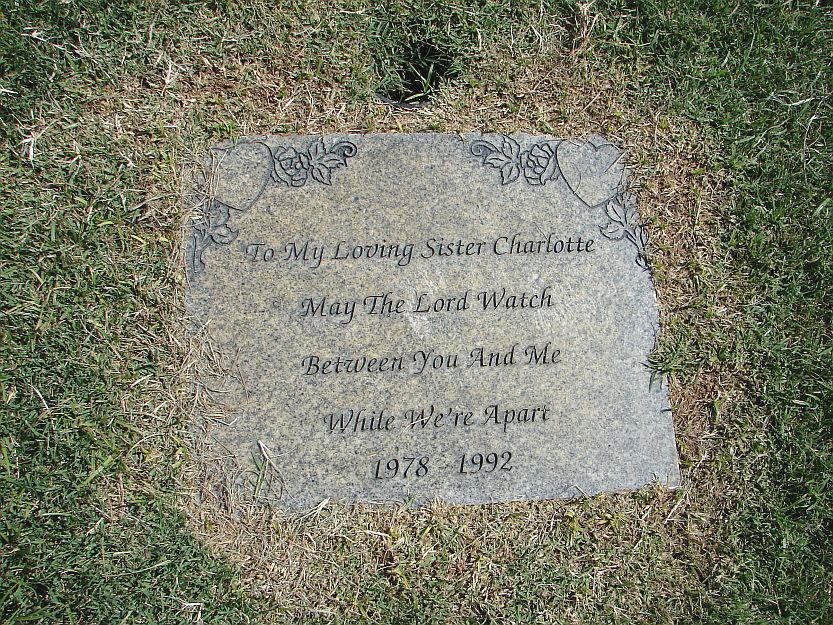 To My Loving Sister Charlotte
May The Lord Watch
Between You And Me
While We're Apart
1978 - 1992